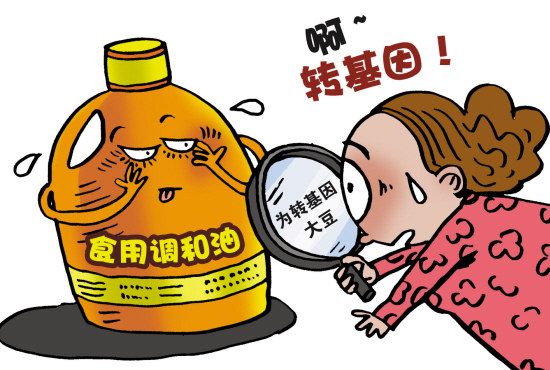 啊~
转基因！
为转基因
大豆
食用调和油